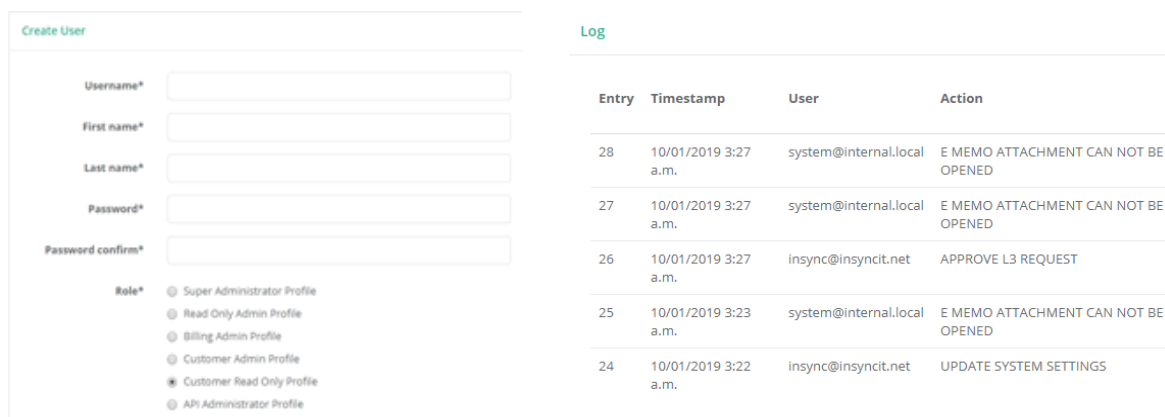 Create User
Username*
First name*
Last name*
Password*
Password confirm*
Role*
Super Administrator Profile
Read Only Admin Profile
Billing Admin Profile
Customer Admin Profile
Customer Read Only Profile
API Administrator Profile
Log
Entry Timestamp User Action
28 10/01/2019 3:27 system@internal.local E MEMO ATTACHMENT CAN NOT BE
a.m. OPENED
27 10/01/2019 3:27 system@internal.local E MEMO ATTACHMENT CAN NOT BE
a.m. OPENED
26 10/01/2019 3:27 insync@insyncit.net APPROVE L3 REQUEST
a.m.
25 10/01/2019 3:23 system@internal.local E MEMO ATTACHMENT CAN NOT BE
a.m. OPENED
24 10/01/2019 3:22 insync@insyncit.net UPDATE SYSTEM SETTINGS
a.m.